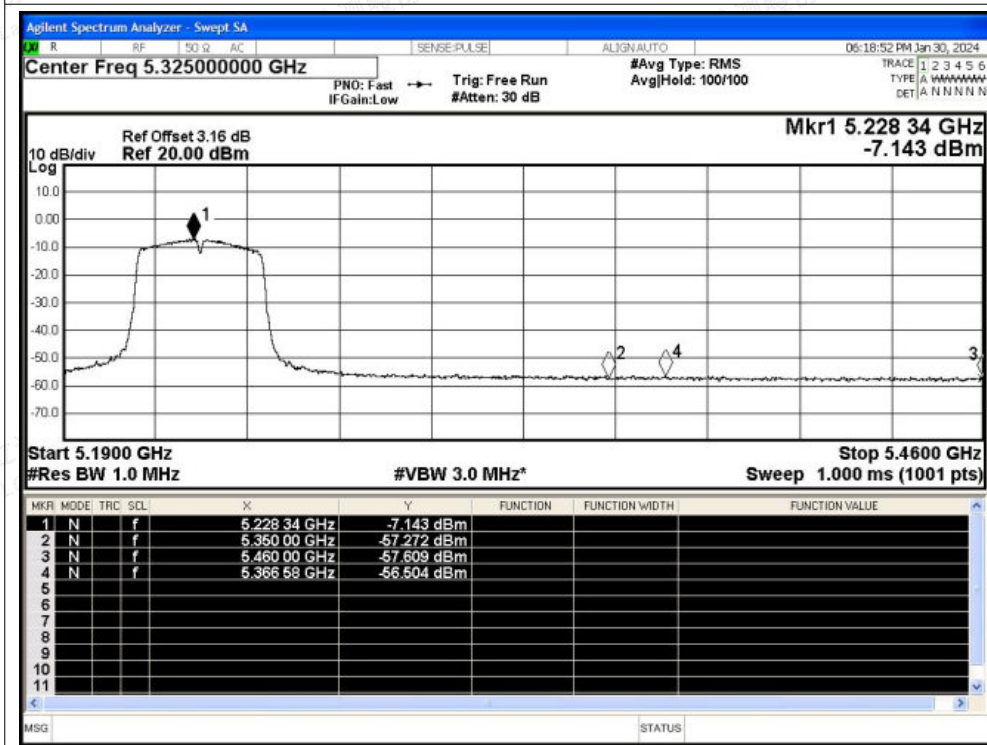 Agilent Spectrum Analyzer - Swept SA
LXI R RF 50 Ω AC SENSE:PULSE ALIGN AUTO 06:18:52 PM Jan 30, 2024
Center Freq 5.325000000 GHz #Avg Type: RMS TRACE 1 2 3 4 5 6
PNO: Fast Trig: Free Run Avg|Hold: 100/100 TYPE A WWWWW
IFGain:Low #Atten: 30 dB DET A N N N N N
Mkr1 5.228 34 GHz
Ref Offset 3.16 dB
10 dB/div Ref 20.00 dBm -7.143 dBm
Log
10.0
0.00
1
-10.0
-20.0
-30.0
-40.0
-50.0
2 4 3
-60.0
-70.0
Start 5.1900 GHz Stop 5.4600 GHz
#Res BW 1.0 MHz #VBW 3.0 MHz* Sweep 1.000 ms (1001 pts)
MKR MODE TRC SCL X Y FUNCTION FUNCTION WIDTH FUNCTION VALUE
1 N f 5.228 34 GHz -7.143 dBm
2 N f 5.350 00 GHz -57.272 dBm
3 N f 5.460 00 GHz -57.609 dBm
4 N f 5.366 58 GHz -56.504 dBm
5
6
7
8
9
10
11
MSG STATUS